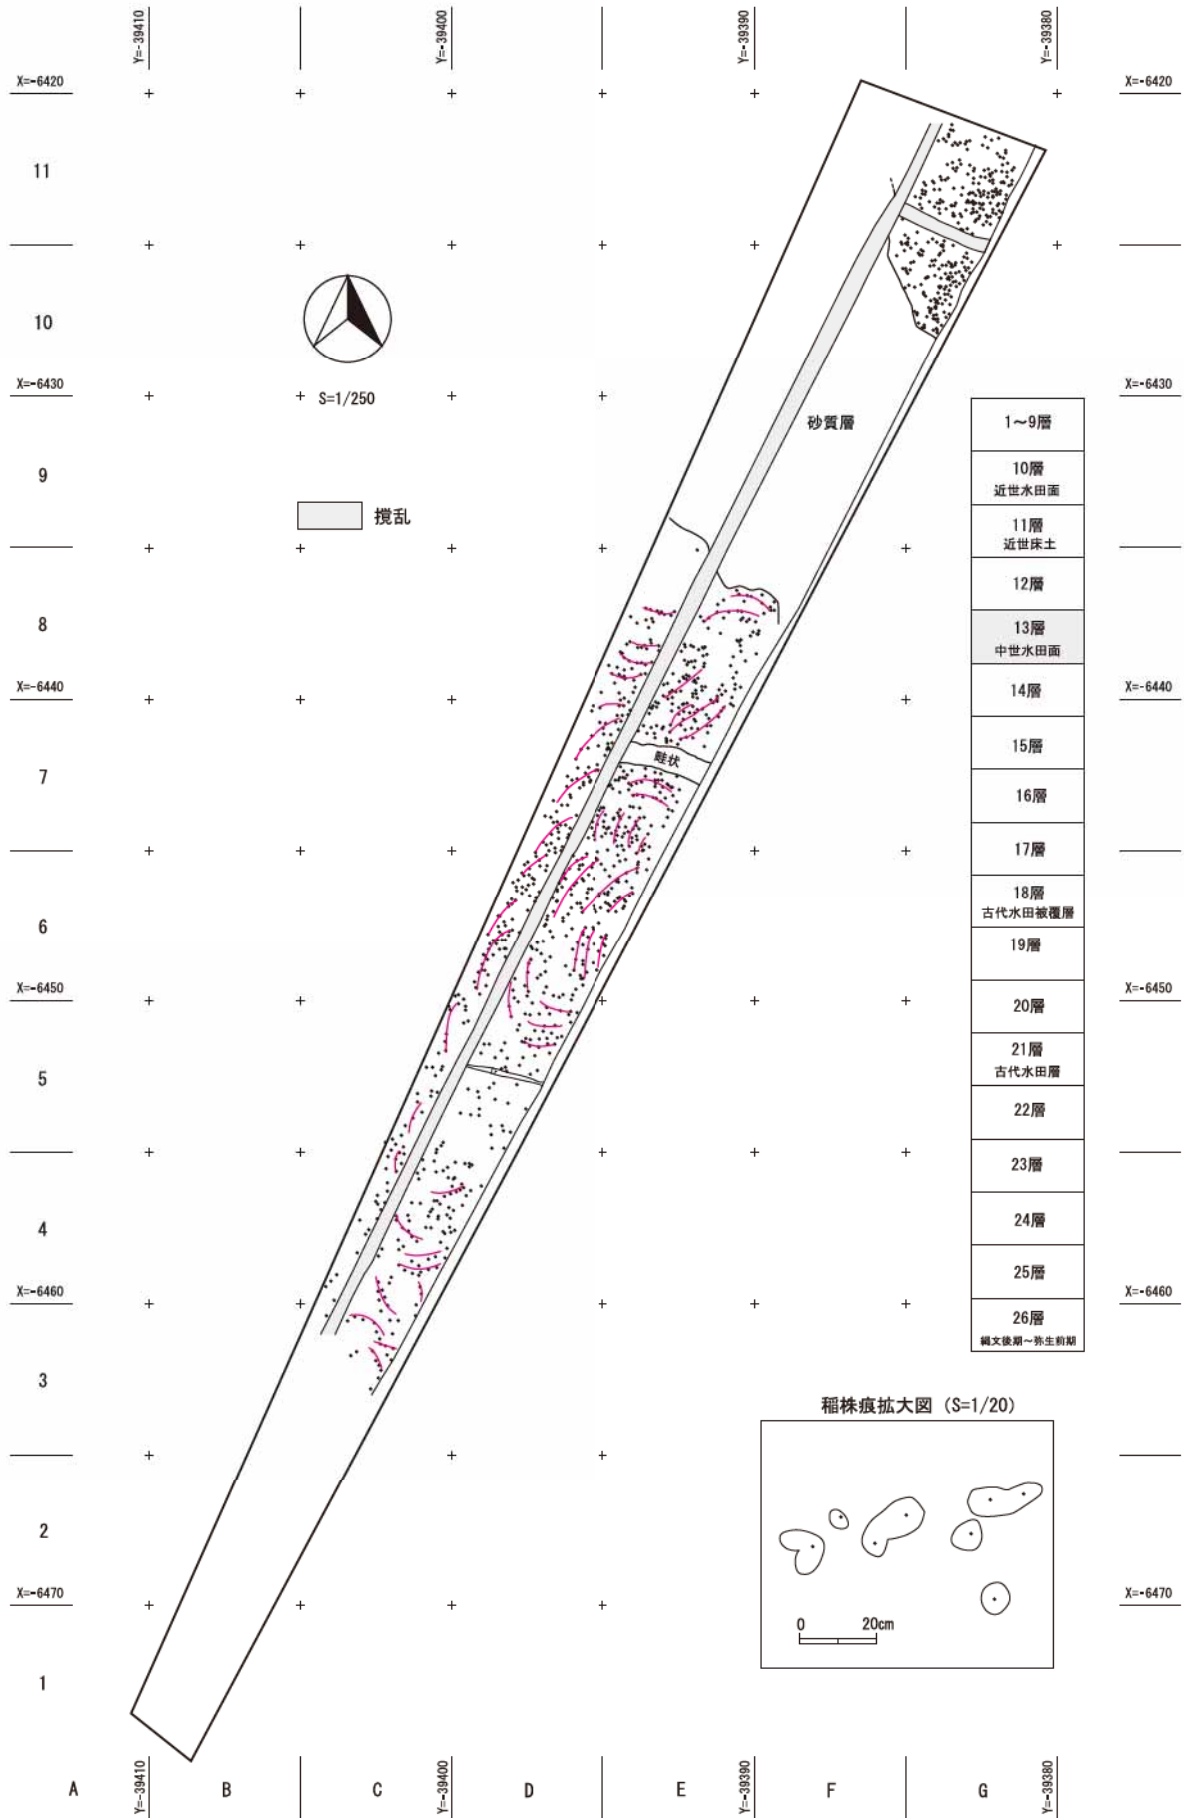 Y=-39410
Y=-39400
Y=-39390
Y=-39380
X=-6420
X=-6420
11
10
S=1/250
X=-6430
X=-6430
砂質層
9
撹乱
8
X=-6440
X=-6440
畦状
7
6
X=-6450
X=-6450
5
4
X=-6460
X=-6460
3
2
X=-6470
X=-6470
1
1～9層
10層
近世水田面
11層
近世床土
12層
13層
中世水田面
14層
15層
16層
17層
18層
古代水田被覆層
19層
20層
21層
古代水田層
22層
23層
24層
25層
26層
縄文後期～弥生前期
稲株痕拡大図（S=1/20）
0 20cm
A
Y=-39410
B
C
Y=-39400
D
E
Y=-39390
F
G
Y=-39380